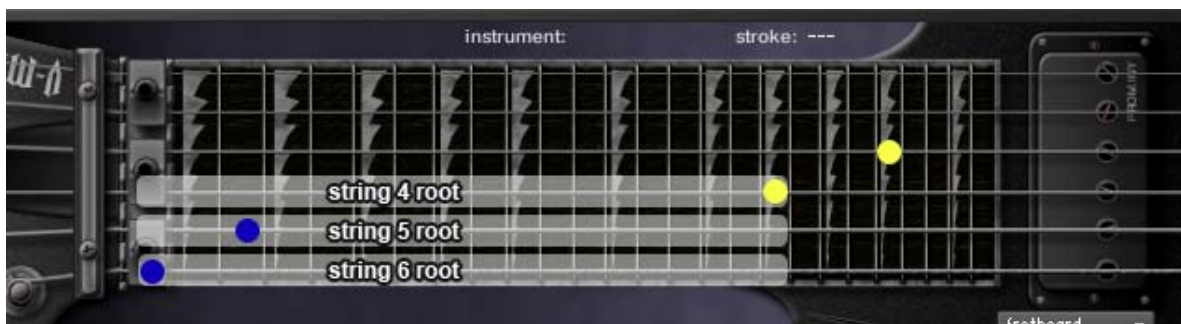 instrument:
stroke: ---
string 4 root
string 5 root
string 6 root
fretboard